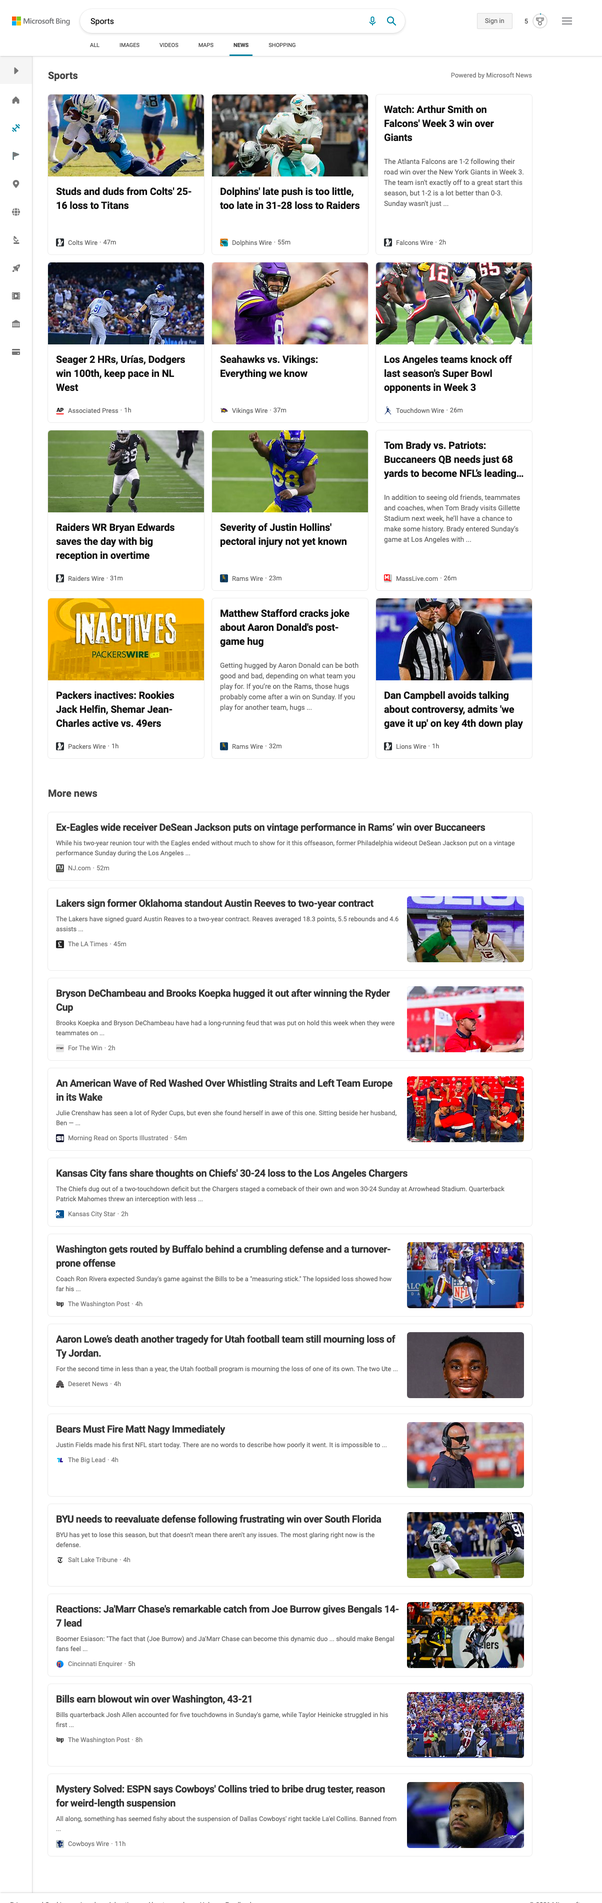 Microsoft Bing
Sports
Sign in
5
ALL IMAGES VIDEOS MAPS NEWS SHOPPING
Sports
Powered by Microsoft News
Studs and duds from Colts' 25-
16 loss to Titans
Colts Wire · 47m
Dolphins' late push is too little,
too late in 31-28 loss to Raiders
Dolphins Wire · 55m
Watch: Arthur Smith on
Falcons' Week 3 win over
Giants
The Atlanta Falcons are 1-2 following their
road win over the New York Giants in Week 3.
The team isn't exactly off to a great start this
season, but 1-2 is a lot better than 0-3.
Sunday wasn't just ...
Falcons Wire · 2h
Seager 2 HRs, Urías, Dodgers
win 100th, keep pace in NL
West
AP
Associated Press · 1h
Seahawks vs. Vikings:
Everything we know
Vikings Wire · 37m
Los Angeles teams knock off
last season's Super Bowl
opponents in Week 3
Touchdown Wire · 26m
Raiders WR Bryan Edwards
saves the day with big
reception in overtime
Raiders Wire · 31m
Severity of Justin Hollins'
pectoral injury not yet known
Rams Wire · 23m
Tom Brady vs. Patriots:
Buccaneers QB needs just 68
yards to become NFL's leading...
In addition to seeing old friends, teammates
and coaches, when Tom Brady visits Gillette
Stadium next week, he'll have a chance to
make some history. Brady entered Sunday's
game at Los Angeles with ...
MassLive.com · 26m
INACTIVES
PACKERSWIRE
Packers inactives: Rookies
Jack Helfin, Shemar Jean-
Charles active vs. 49ers
Packers Wire · 1h
Matthew Stafford cracks joke
about Aaron Donald's post-
game hug
Getting hugged by Aaron Donald can be both
good and bad, depending on what team you
play for. If you're on the Rams, those hugs
probably come after a win on Sunday. If you
play for another team, hugs ...
Rams Wire · 32m
Dan Campbell avoids talking
about controversy, admits 'we
gave it up' on key 4th down play
Lions Wire · 1h
More news
Ex-Eagles wide receiver DeSean Jackson puts on vintage performance in Rams' win over Buccaneers
While his two-year reunion tour with the Eagles ended without much to show for it this offseason, former Philadelphia wideout DeSean Jackson put on a vintage
performance Sunday during the Los Angeles ...
NJ.com · 52m
Lakers sign former Oklahoma standout Austin Reeves to two-year contract
The Lakers have signed guard Austin Reaves to a two-year contract. Reaves averaged 18.3 points, 5.5 rebounds and 4.6
assists ...
The LA Times · 45m
Bryson DeChambeau and Brooks Koepka hugged it out after winning the Ryder
Cup
Brooks Koepka and Bryson DeChambeau have had a long-running feud that was put on hold this week when they were
teammates on ...
For The Win · 2h
An American Wave of Red Washed Over Whistling Straits and Left Team Europe
in its Wake
Julie Crenshaw has seen a lot of Ryder Cups, but even she found herself in awe of this one. Sitting beside her husband,
Ben — ...
Morning Read on Sports Illustrated · 54m
Kansas City fans share thoughts on Chiefs' 30-24 loss to the Los Angeles Chargers
The Chiefs dug out of a two-touchdown deficit but the Chargers staged a comeback of their own and won 30-24 Sunday at Arrowhead Stadium. Quarterback
Patrick Mahomes threw an interception with less ...
Kansas City Star · 2h
Washington gets routed by Buffalo behind a crumbling defense and a turnover-
prone offense
Coach Ron Rivera expected Sunday's game against the Bills to be a "measuring stick." The lopsided loss showed how
far his ...
The Washington Post · 4h
Aaron Lowe's death another tragedy for Utah football team still mourning loss of
Ty Jordan.
For the second time in less than a year, the Utah football program is mourning the loss of one of its own. The two Ute ...
Deseret News · 4h
Bears Must Fire Matt Nagy Immediately
Justin Fields made his first NFL start today. There are no words to describe how poorly it went. It is impossible to ...
The Big Lead · 4h
BYU needs to reevaluate defense following frustrating win over South Florida
BYU has yet to lose this season, but that doesn't mean there aren't any issues. The most glaring right now is the
defense.
Salt Lake Tribune · 4h
Reactions: Ja'Marr Chase's remarkable catch from Joe Burrow gives Bengals 14-
7 lead
Boomer Esiason: "The fact that (Joe Burrow) and Ja'Marr Chase can become this dynamic duo ... should make Bengal
fans feel ...
Cincinnati Enquirer · 5h
Bills earn blowout win over Washington, 43-21
Bills quarterback Josh Allen accounted for five touchdowns in Sunday's game, while Taylor Heinicke struggled in his
first ...
The Washington Post · 8h
Mystery Solved: ESPN says Cowboys' Collins tried to bribe drug tester, reason
for weird-length suspension
All along, something has seemed fishy about the suspension of Dallas Cowboys' right tackle La'el Collins. Banned from
...
Cowboys Wire · 11h